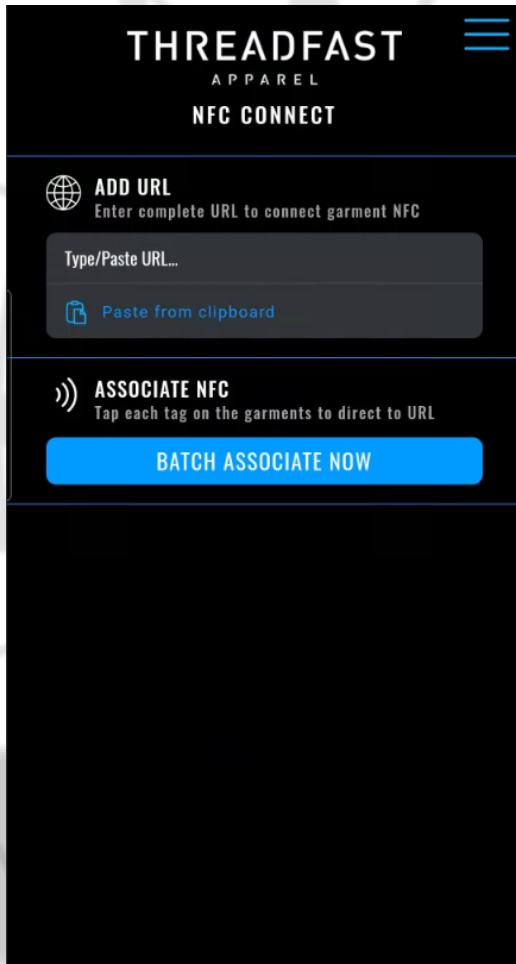 THREADFAST
APPAREL
NFC CONNECT
ADD URL
Enter complete URL to connect garment NFC
Type/Paste URL...
Paste from clipboard
ASSOCIATE NFC
Tap each tag on the garments to direct to URL
BATCH ASSOCIATE NOW